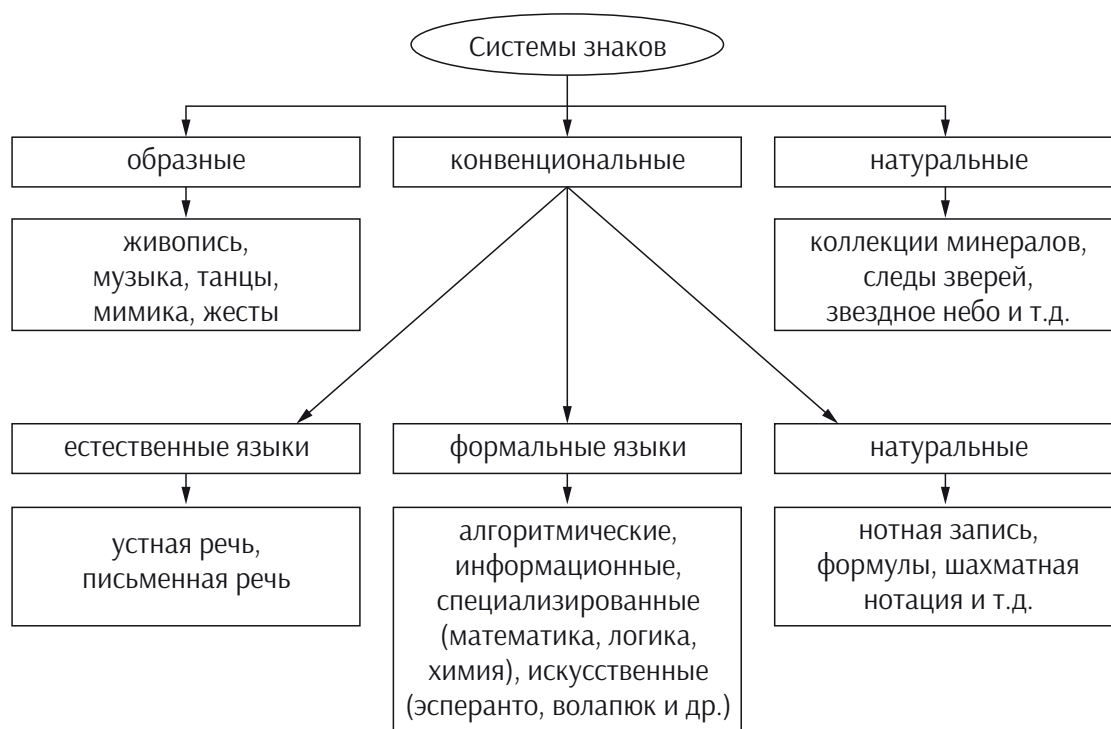 Системы знаков
образные
конвенциональные
натуральные
живопись,
музыка, танцы,
мимика, жесты
коллекции минералов,
следы зверей,
звездное небо и т.д.
естественные языки
формальные языки
натуральные
устная речь,
письменная речь
алгоритмические,
информационные,
специализированные
(математика, логика,
химия), искусственные
(эсперанто, волапюк и др.)
нотная запись,
формулы, шахматная
нотация и т.д.